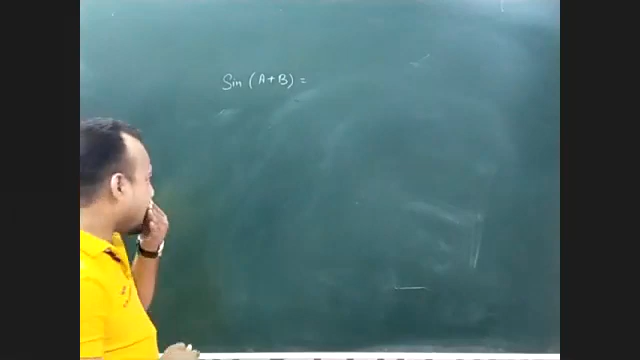 Sin (A+B) =